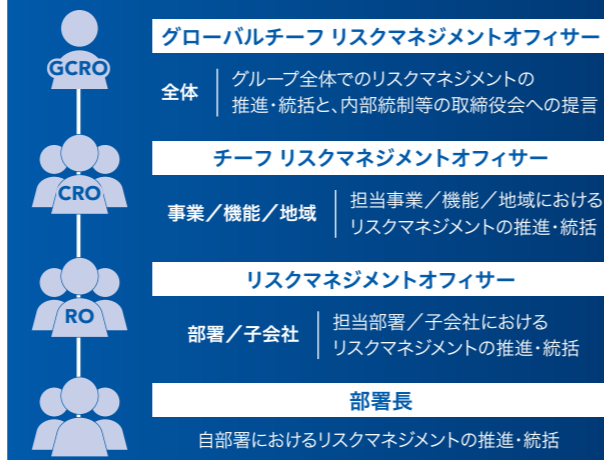 GCRO
グローバルチーフ リスクマネジメントオフィサー
全体
グループ全体でのリスクマネジメントの
推進・統括と、内部統制等の取締役会への提言
CRO
チーフ リスクマネジメントオフィサー
事業／機能／地域
担当事業／機能／地域における
リスクマネジメントの推進・統括
RO
リスクマネジメントオフィサー
部署／子会社
担当部署／子会社における
リスクマネジメントの推進・統括
部署長
自部署におけるリスクマネジメントの推進・統括